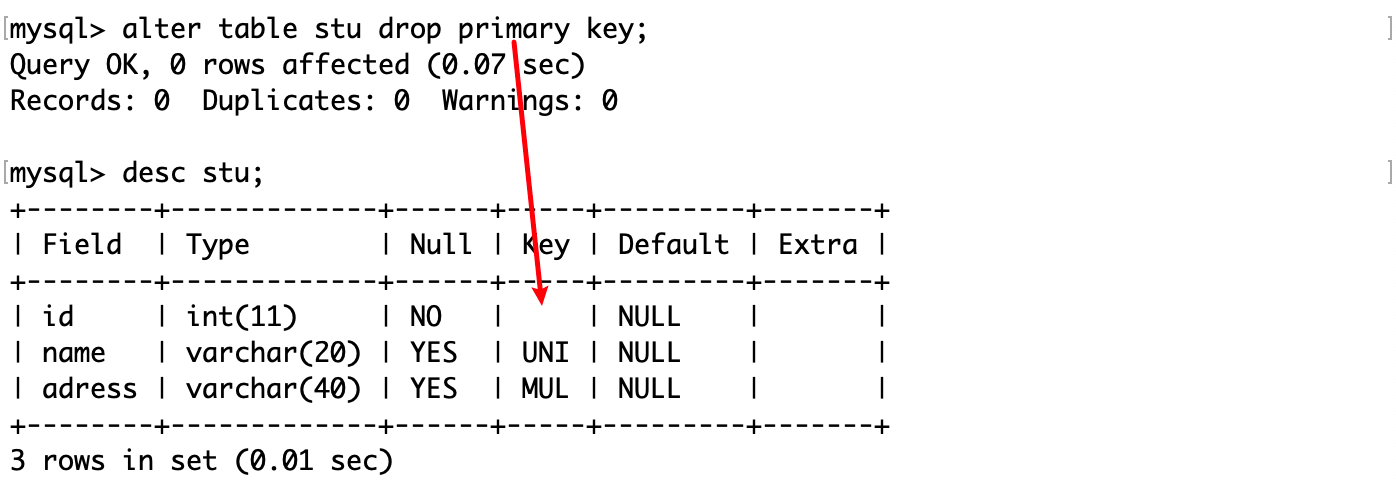 [mysql> alter table stu drop primary key; ]
Query OK, 0 rows affected (0.07 sec)
Records: 0  Duplicates: 0  Warnings: 0
[mysql> desc stu; ]
+--------+-------------+------+-----+---------+-------+
| Field  | Type        | Null | Key | Default | Extra |
+--------+-------------+------+-----+---------+-------+
| id     | int(11)     | NO   |     | NULL    |       |
| name   | varchar(20) | YES  | UNI | NULL    |       |
| adress | varchar(40) | YES  | MUL | NULL    |       |
+--------+-------------+------+-----+---------+-------+
3 rows in set (0.01 sec)